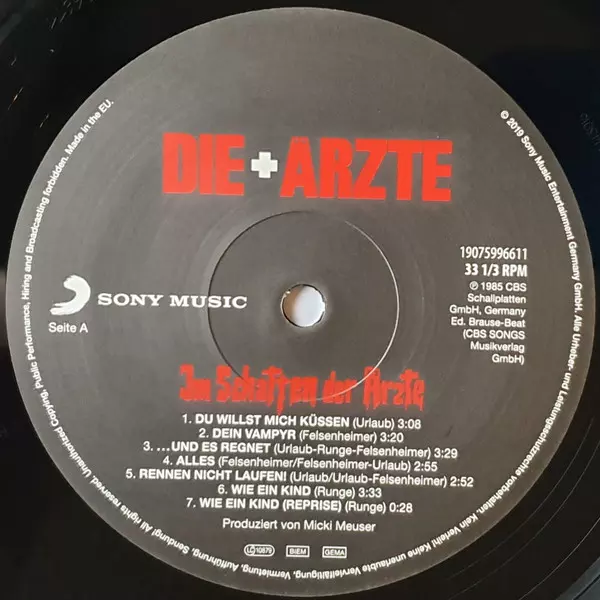 DIE + ARZTE
19075996611
33 1/3 RPM
℗ 1985 CBS
Schallplatten
GmbH, Germany
Ed. Brause-Beat
(CBS SONGS
Musikverlag
GmbH)
SONY MUSIC
Seite A
Im Schatten der Ärzte
1. DU WILLST MICH KÜSSEN (Urlaub) 3:08
2. DEIN VAMPYR (Felsenheimer) 3:20
3. ...UND ES REGNET (Urlaub-Runge-Felsenheimer) 3:29
4. ALLES (Felsenheimer/Felsenheimer-Urlaub) 2:55
5. RENNEN NICHT LAUFEN! (Urlaub/Urlaub-Felsenheimer) 2:52
6. WIE EIN KIND (Runge) 3:33
7. WIE EIN KIND (REPRISE) (Runge) 0:28
Produziert von Micki Meuser
LC 10879 BIEM GEMA
© 2019 Sony Music Entertainment Germany GmbH. Alle Urheber- und Leistungsschutzrechte vorbehalten. Kein Verleih! Keine unerlaubte Vervielfältigung, Vermietung, Aufführung, Sendung! All rights reserved. Unauthorized Copying, Public Performance, Hiring and Broadcasting forbidden. Made in the EU.